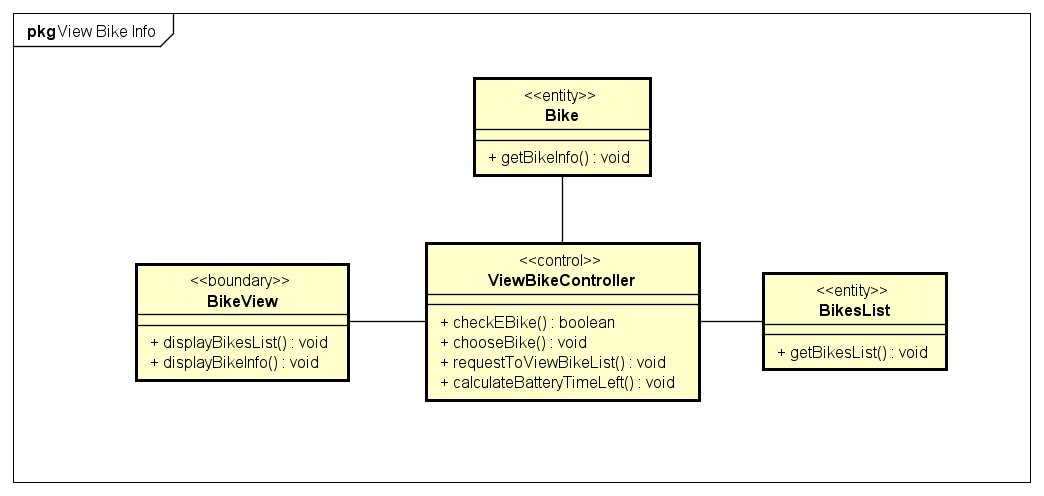 pkg View Bike Info
<<entity>>
Bike
+ getBikeInfo() : void
<<boundary>>
BikeView
+ displayBikesList() : void
+ displayBikeInfo() : void
<<control>>
ViewBikeController
+ checkEBike() : boolean
+ chooseBike() : void
+ requestToViewBikeList() : void
+ calculateBatteryTimeLeft() : void
<<entity>>
BikesList
+ getBikesList() : void